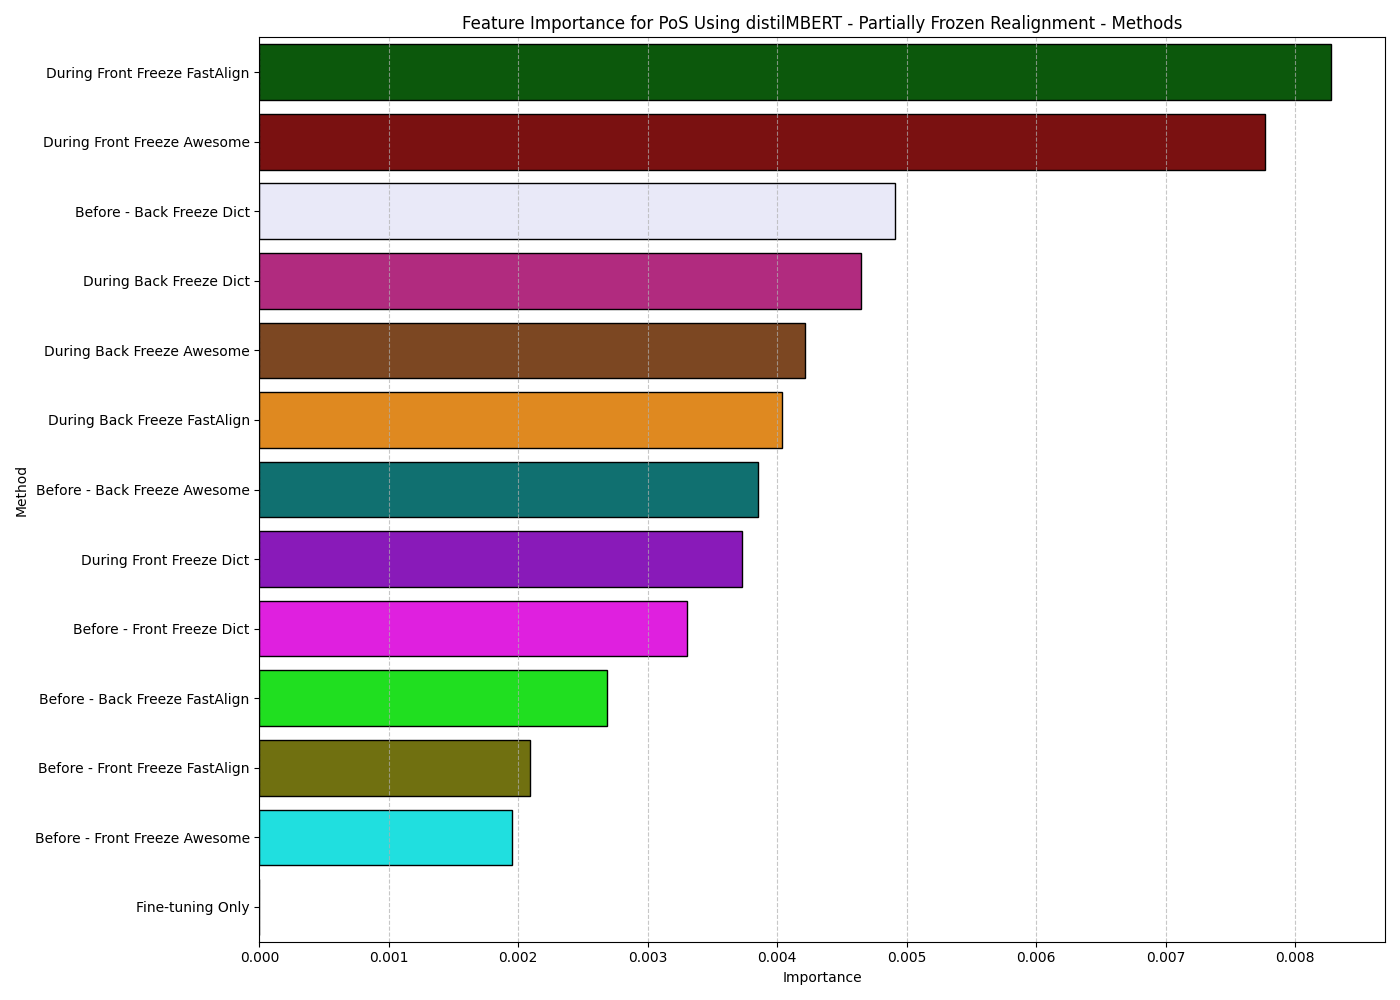 Feature Importance for PoS Using distilMBERT - Partially Frozen Realignment - Methods
During Front Freeze FastAlign
During Front Freeze Awesome
Before - Back Freeze Dict
During Back Freeze Dict
During Back Freeze Awesome
During Back Freeze FastAlign
Before - Back Freeze Awesome
During Front Freeze Dict
Before - Front Freeze Dict
Before - Back Freeze FastAlign
Before - Front Freeze FastAlign
Before - Front Freeze Awesome
Fine-tuning Only
Method
0.000 0.001 0.002 0.003 0.004 0.005 0.006 0.007 0.008
Importance